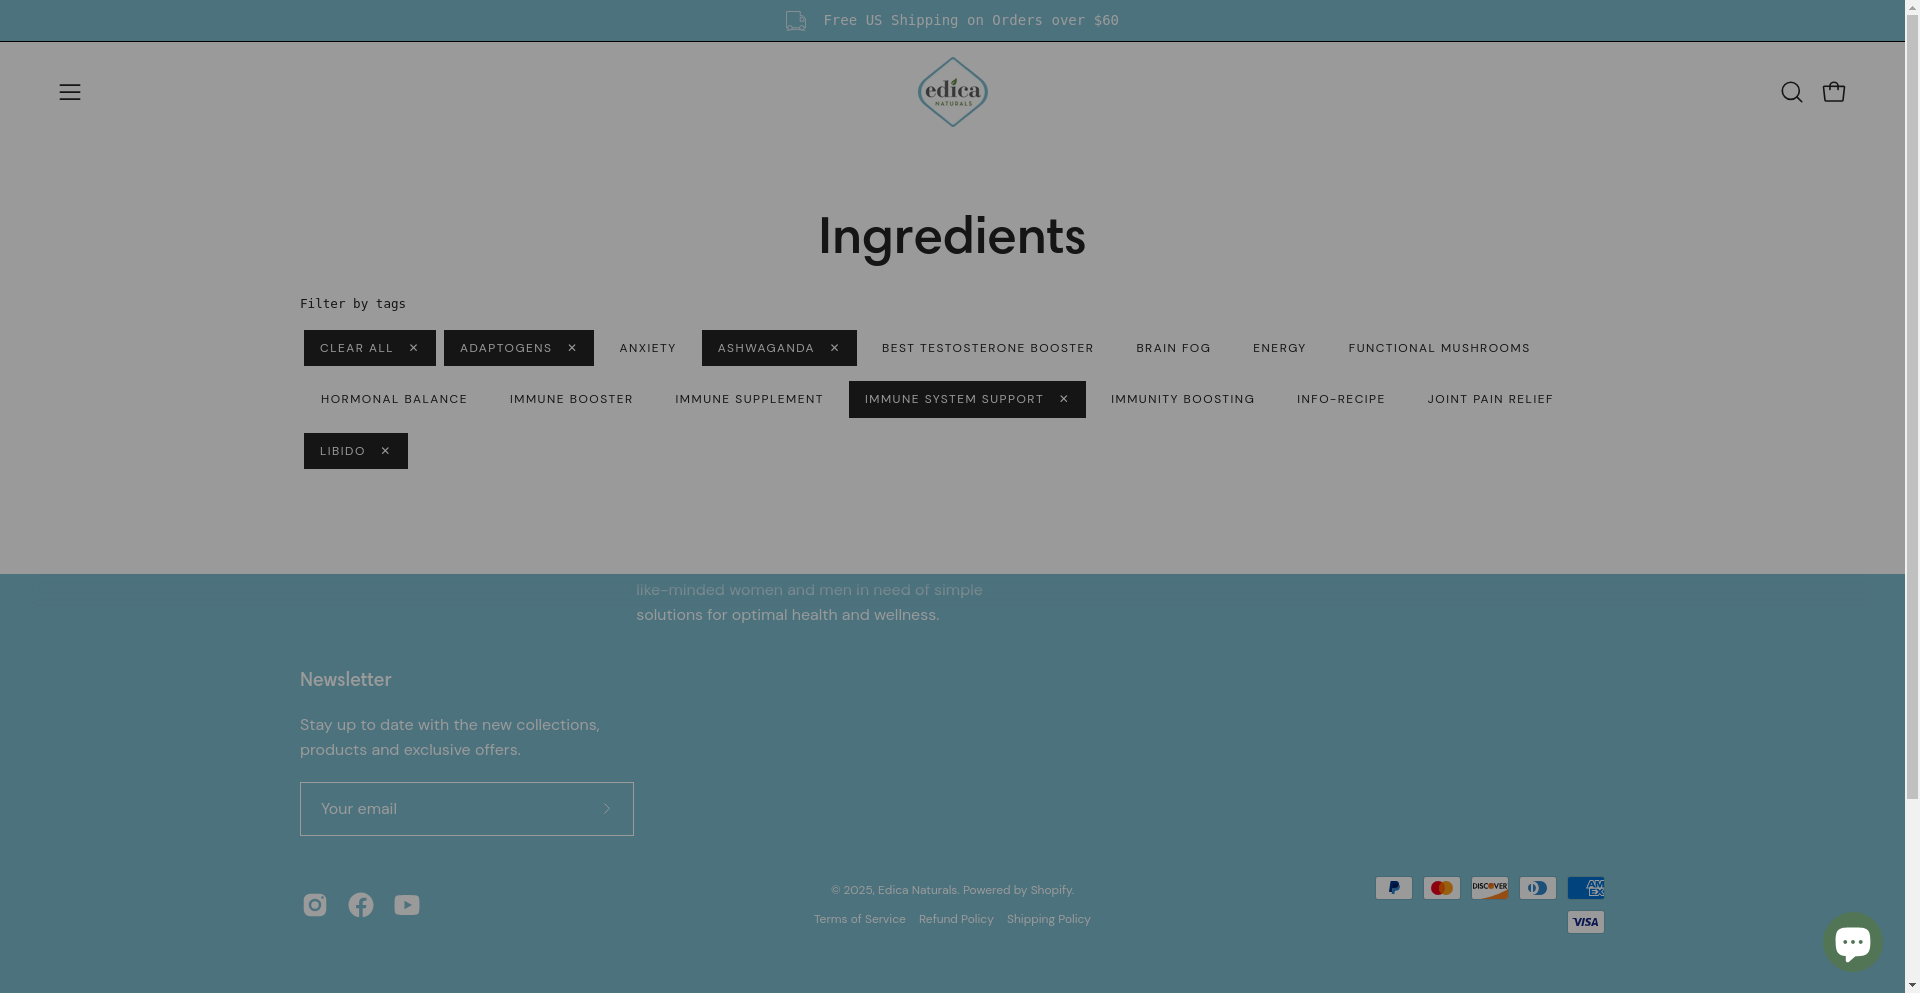 Free US Shipping on Orders over $60
edica
NATURALS
Ingredients
Filter by tags
CLEAR ALL × ADAPTOGENS × ANXIETY ASHWAGANDA × BEST TESTOSTERONE BOOSTER BRAIN FOG ENERGY FUNCTIONAL MUSHROOMS
HORMONAL BALANCE IMMUNE BOOSTER IMMUNE SUPPLEMENT IMMUNE SYSTEM SUPPORT × IMMUNITY BOOSTING INFO-RECIPE JOINT PAIN RELIEF
LIBIDO ×
like-minded women and men in need of simple
solutions for optimal health and wellness.
Newsletter
Stay up to date with the new collections,
products and exclusive offers.
Your email
© 2025, Edica Naturals. Powered by Shopify.
Terms of Service Refund Policy Shipping Policy
DISCOVER
AM
EX
VISA